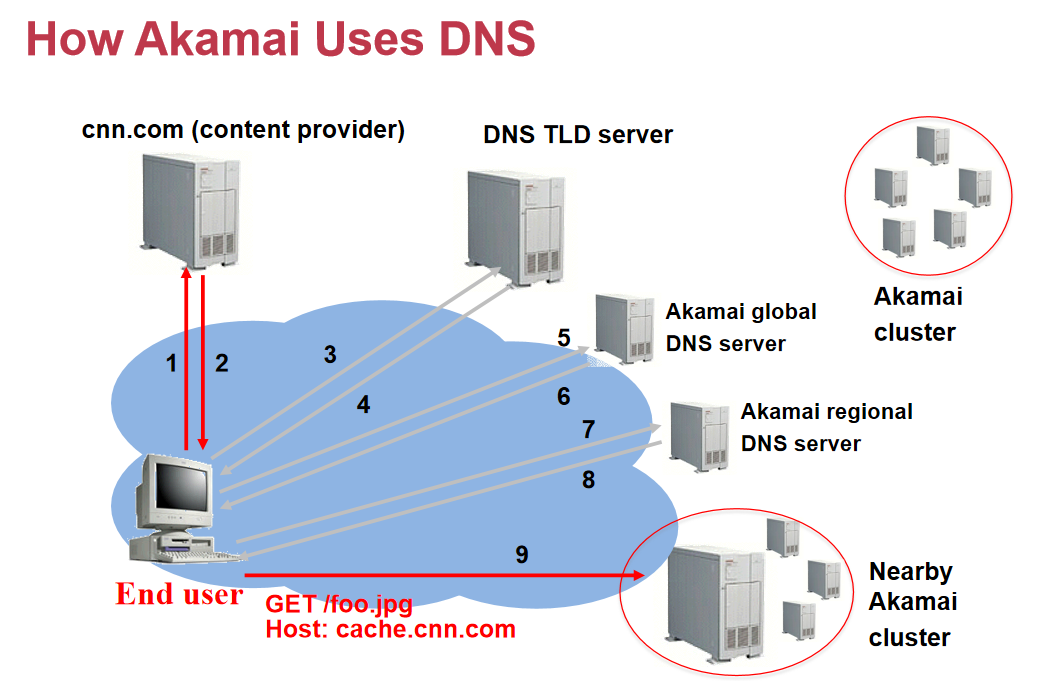 How Akamai Uses DNS
cnn.com (content provider)
DNS TLD server
Akamai
cluster
Akamai global
DNS server
1
2
3
4
5
6
Akamai regional
DNS server
7
8
9
End user
GET /foo.jpg
Host: cache.cnn.com
Nearby
Akamai
cluster